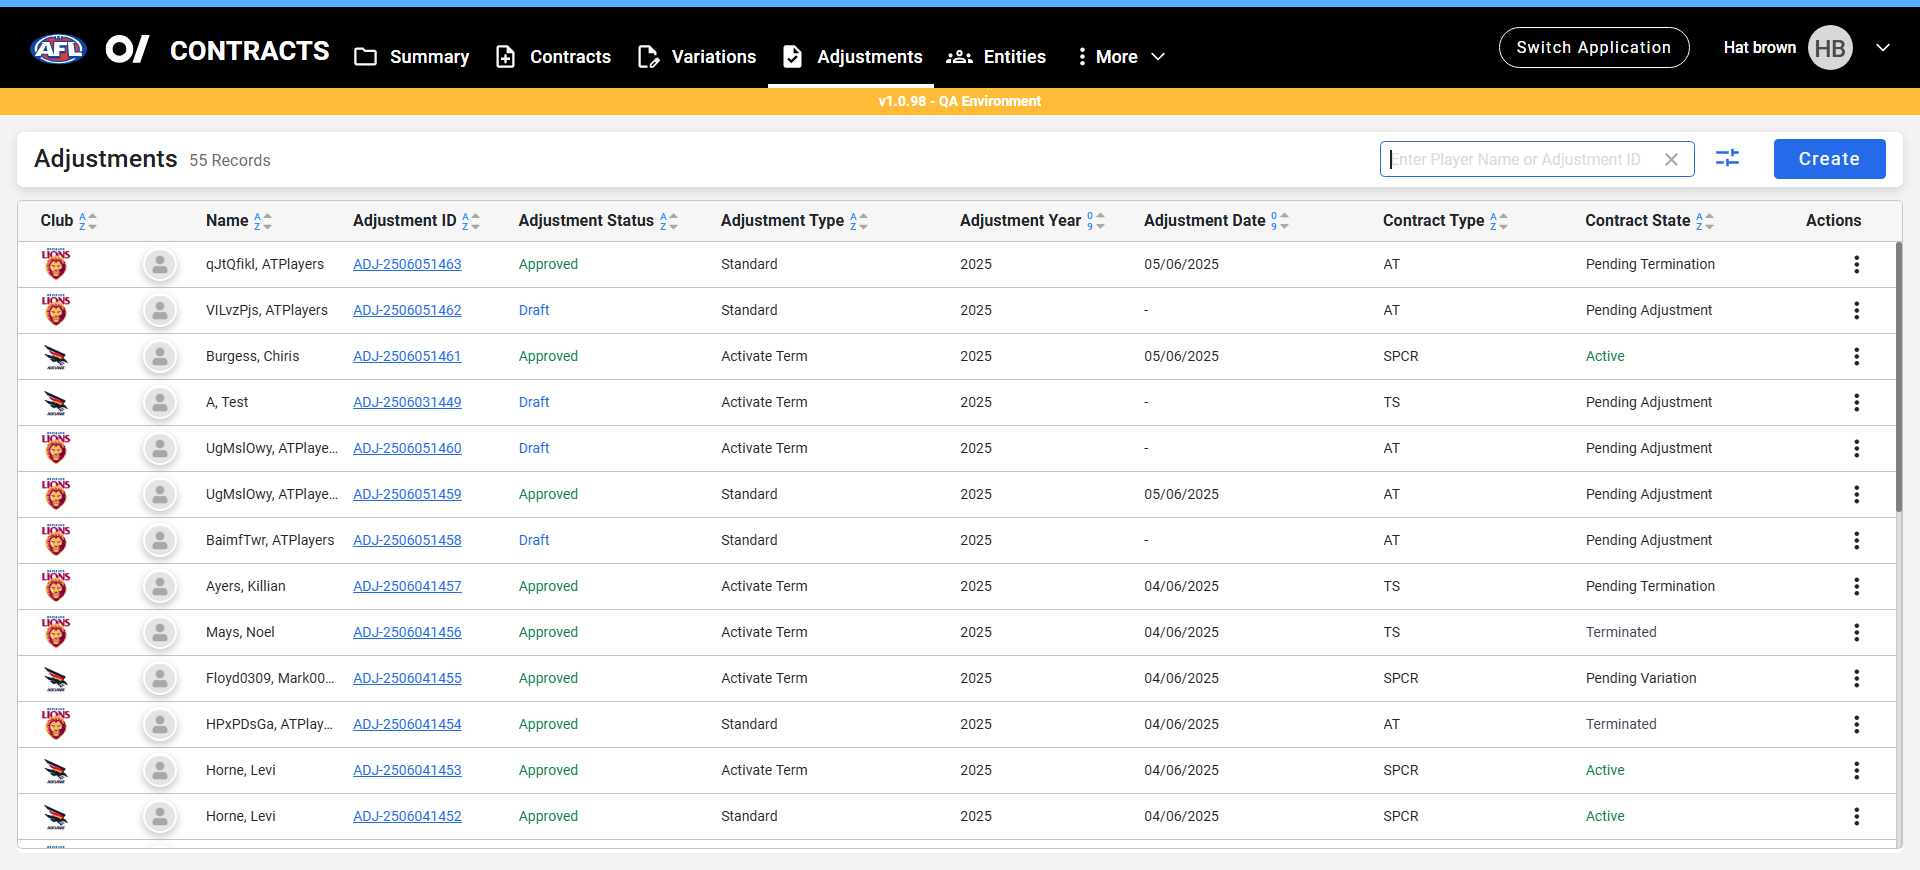 AFL CONTRACTS Summary Contracts Variations Adjustments Entities More Switch Application Hat brown HB
v1.0.98 - QA Environment
Adjustments 55 Records Enter Player Name or Adjustment ID Create
Club Name Adjustment ID Adjustment Status Adjustment Type Adjustment Year Adjustment Date Contract Type Contract State Actions
LIONS qJtQfikl, ATPlayers ADJ-2506051463 Approved Standard 2025 05/06/2025 AT Pending Termination
LIONS VILvzPjs, ATPlayers ADJ-2506051462 Draft Standard 2025 - AT Pending Adjustment
Burgess, Chiris ADJ-2506051461 Approved Activate Term 2025 05/06/2025 SPCR Active
A, Test ADJ-2506031449 Draft Activate Term 2025 - TS Pending Adjustment
LIONS UgMslOwy, ATPlaye... ADJ-2506051460 Draft Activate Term 2025 - AT Pending Adjustment
LIONS UgMslOwy, ATPlaye... ADJ-2506051459 Approved Standard 2025 05/06/2025 AT Pending Adjustment
LIONS BaimfTwr, ATPlayers ADJ-2506051458 Draft Standard 2025 - AT Pending Adjustment
LIONS Ayers, Killian ADJ-2506041457 Approved Activate Term 2025 04/06/2025 TS Pending Termination
LIONS Mays, Noel ADJ-2506041456 Approved Activate Term 2025 04/06/2025 TS Terminated
Floyd0309, Mark00... ADJ-2506041455 Approved Activate Term 2025 04/06/2025 SPCR Pending Variation
LIONS HPxPDsGa, ATPlay... ADJ-2506041454 Approved Standard 2025 04/06/2025 AT Terminated
Horne, Levi ADJ-2506041453 Approved Activate Term 2025 04/06/2025 SPCR Active
Horne, Levi ADJ-2506041452 Approved Standard 2025 04/06/2025 SPCR Active